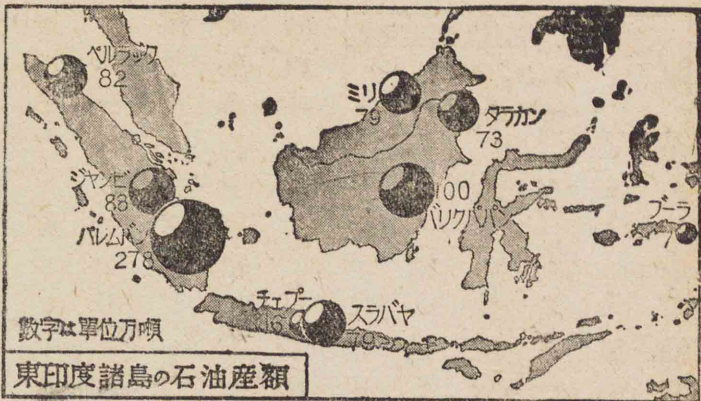 ペルラック
82
ミリ
79
タラカン
73
ジャンビ
88
パレムバン
278
100
バリクパパン
ブーラ
7
チェプー
スラバヤ
79
数字は單位万噸
東印度諸島の石油産額